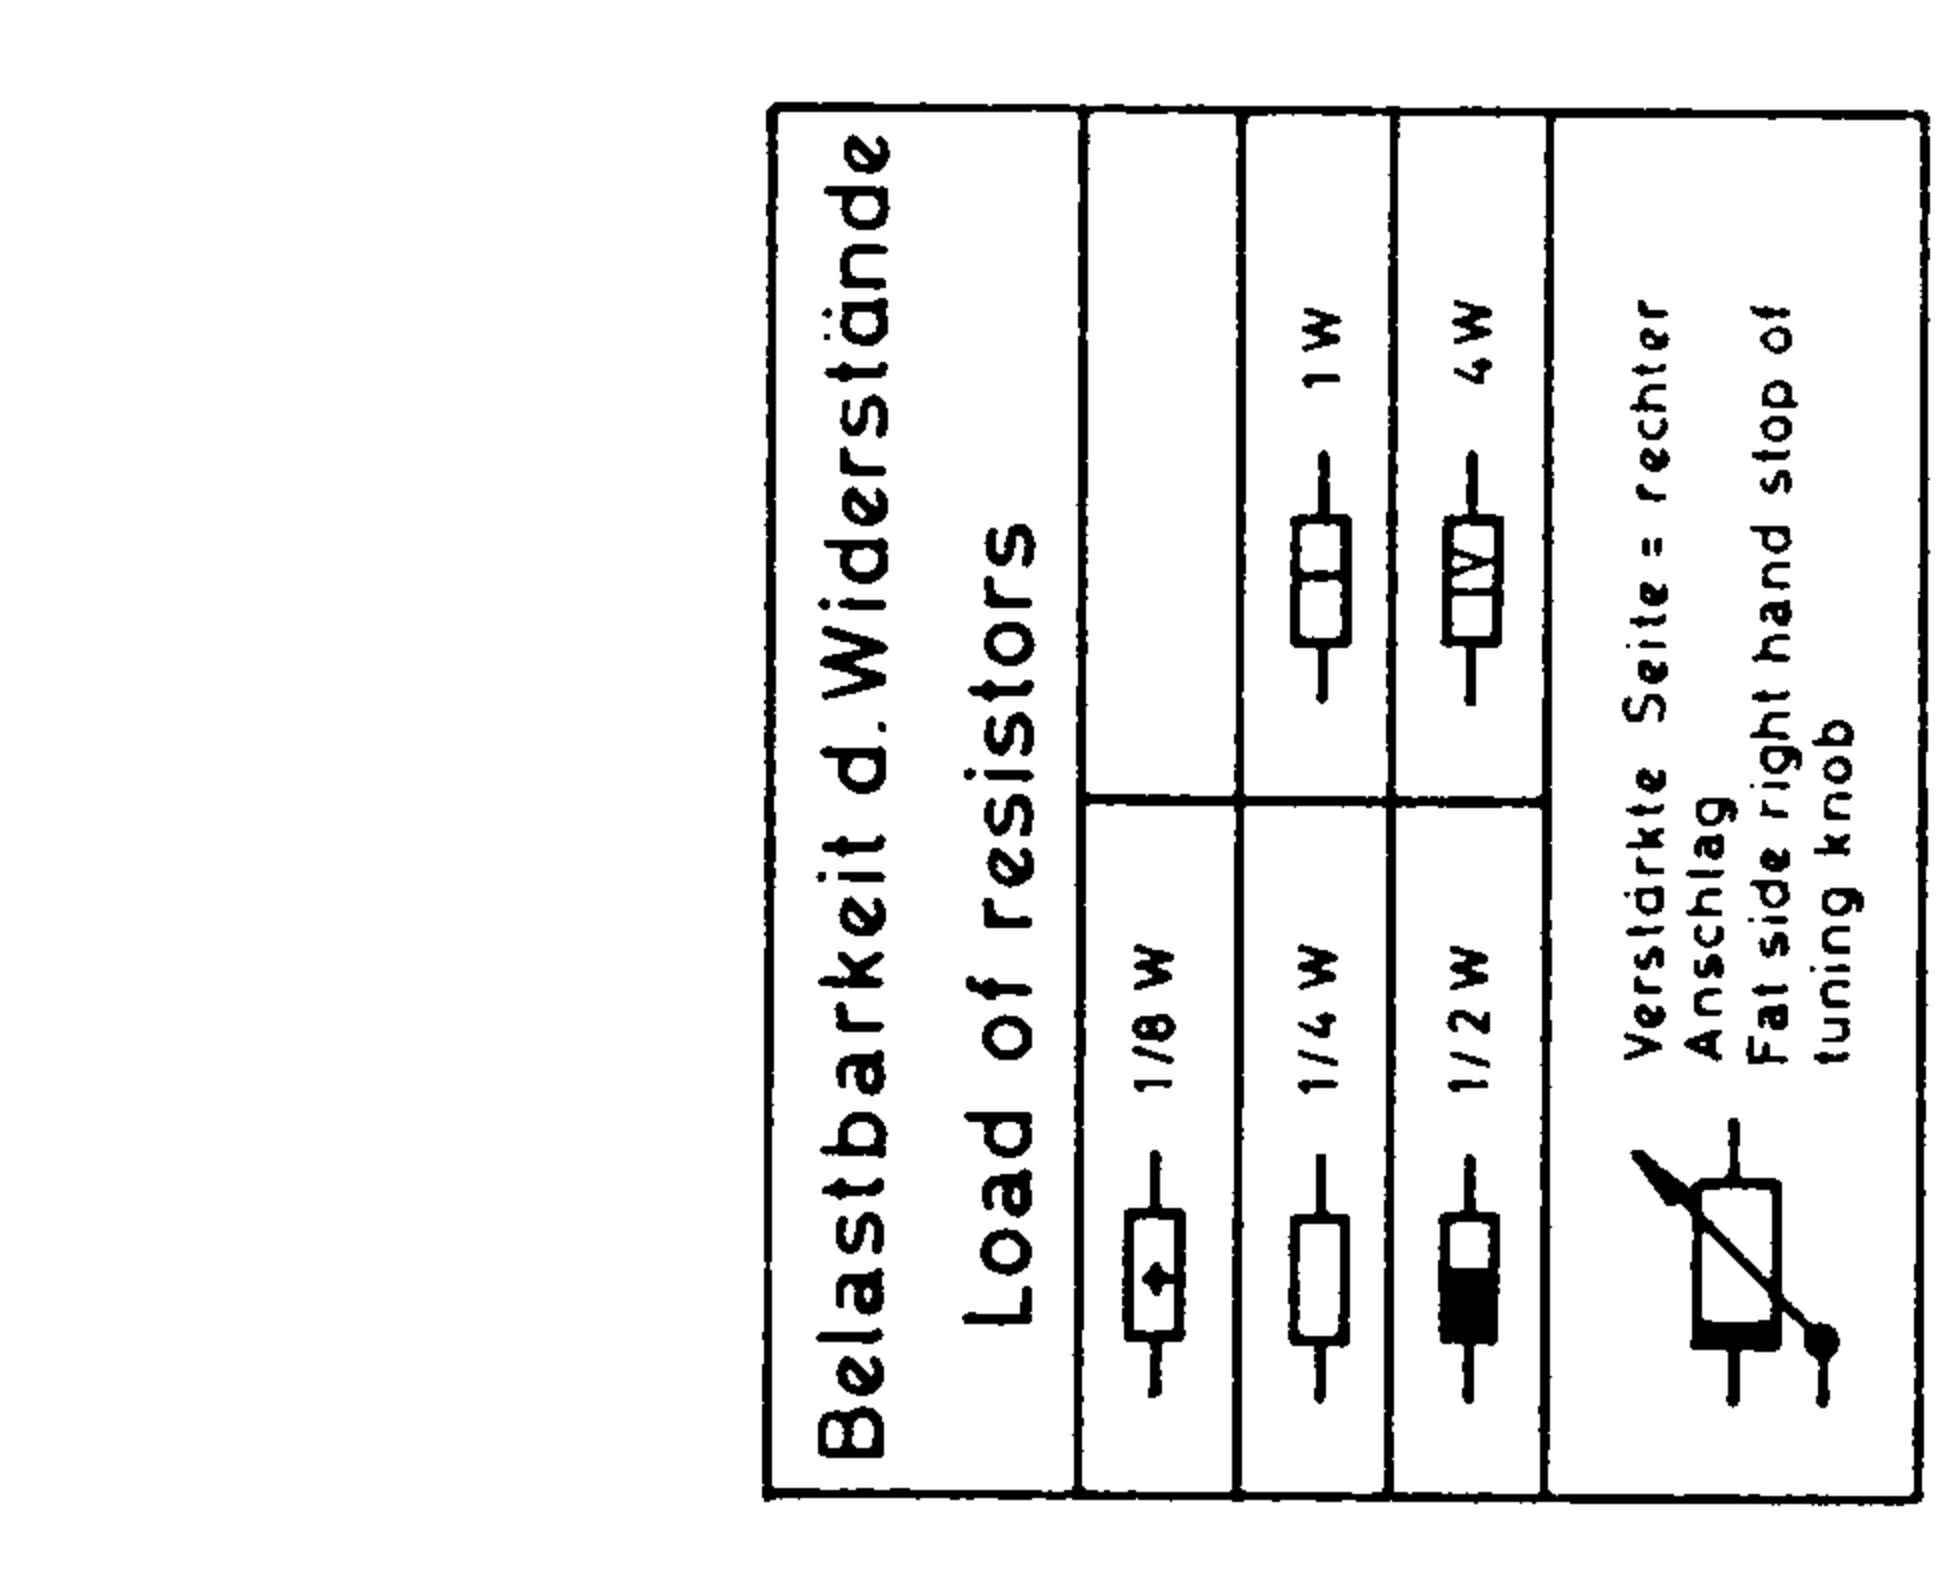 Belastbarkeit d. Widerstände
Load of resistors
1/8 W
1/4 W
1 W
1/2 W
4 W
Verstärkte Seite = rechter
Anschlag
Fat side right hand stop of
tuning knob